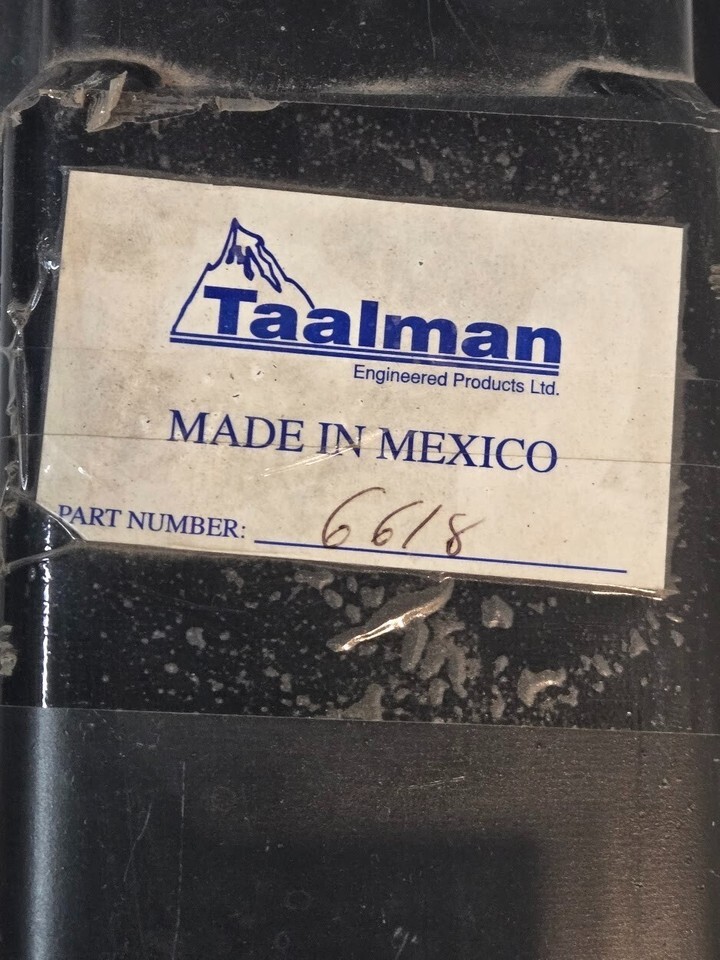 Taalman
Engineered Products Ltd.
MADE IN MEXICO
PART NUMBER: 6618